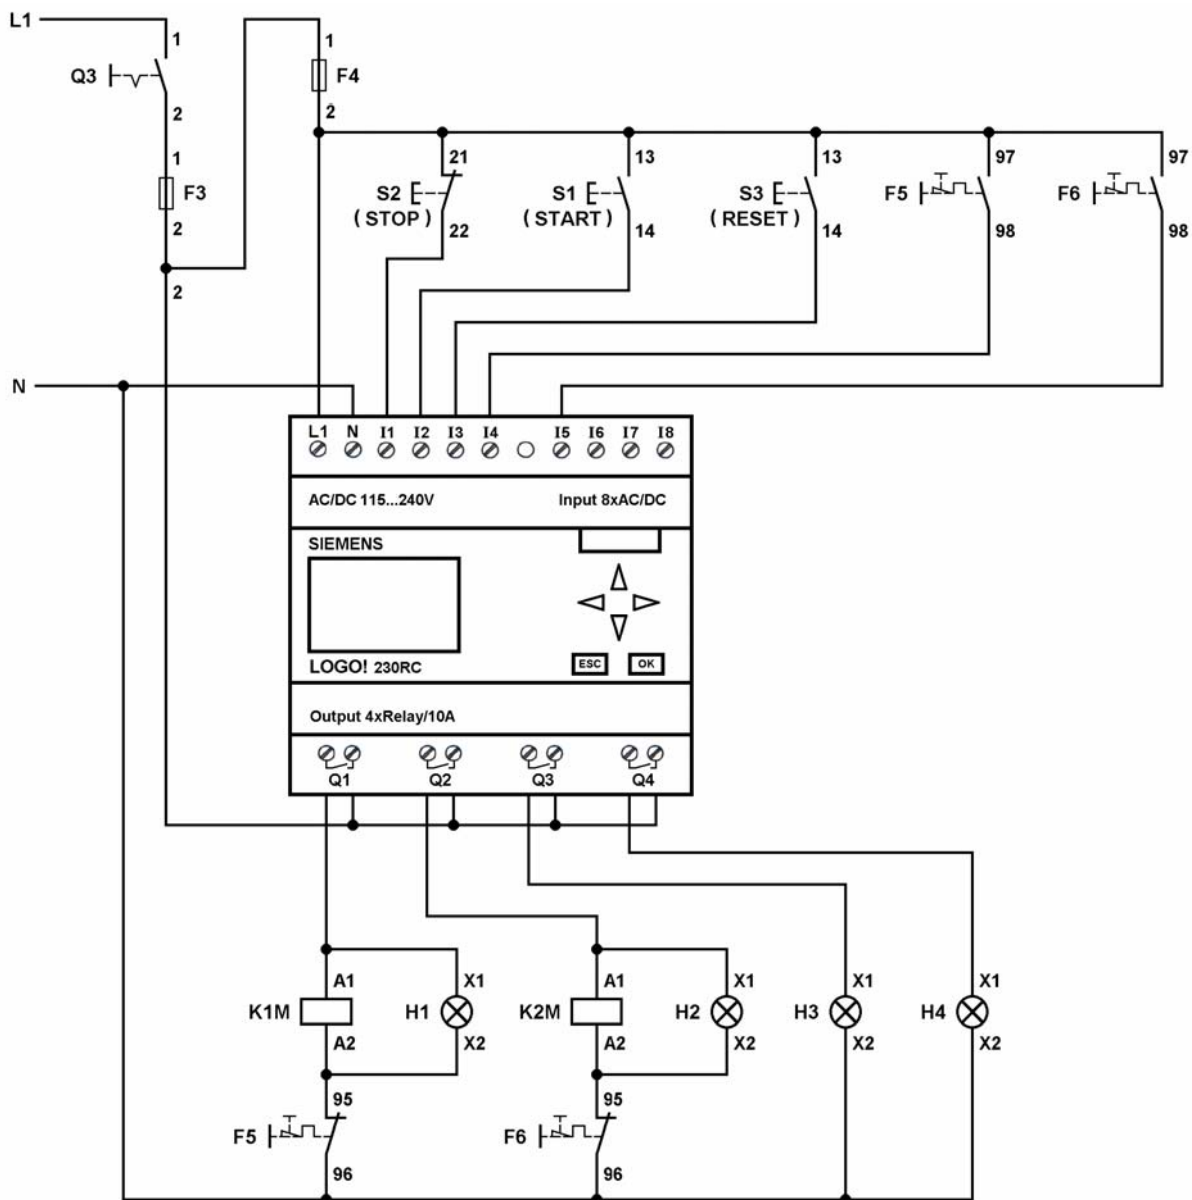 L1
1
1
Q3
F4
2
2
1
F3
2
2
21
S2
( STOP )
22
13
S1
( START )
14
13
S3
( RESET )
14
97
F5
98
97
F6
98
N
L1 N I1 I2 I3 I4 I5 I6 I7 I8
AC/DC 115...240V Input 8xAC/DC
SIEMENS
LOGO! 230RC
ESC OK
Output 4xRelay/10A
Q1 Q2 Q3 Q4
A1 X1 A1 X1 X1 X1
K1M H1 K2M H2 H3 H4
A2 X2 A2 X2 X2 X2
95 95
F5 F6
96 96